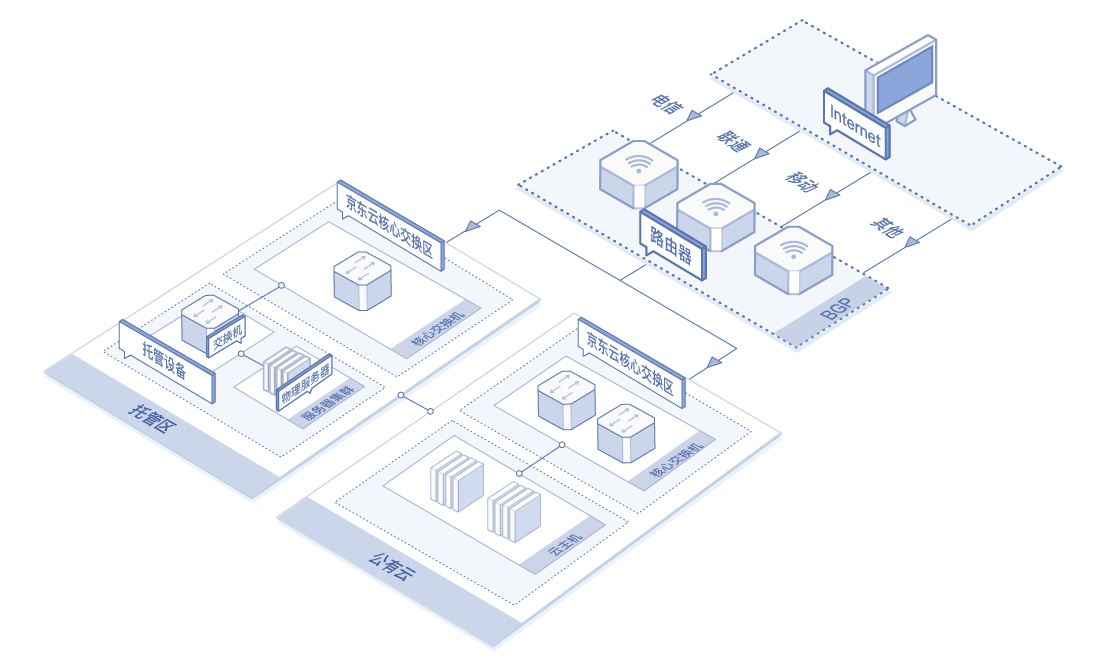 Internet
电信
联通
移动
其他
路由器
BGP
京东云核心交换区
核心交换机
交换机
托管设备
物理服务器
服务器集群
托管区
京东云核心交换区
核心交换机
云主机
公有云